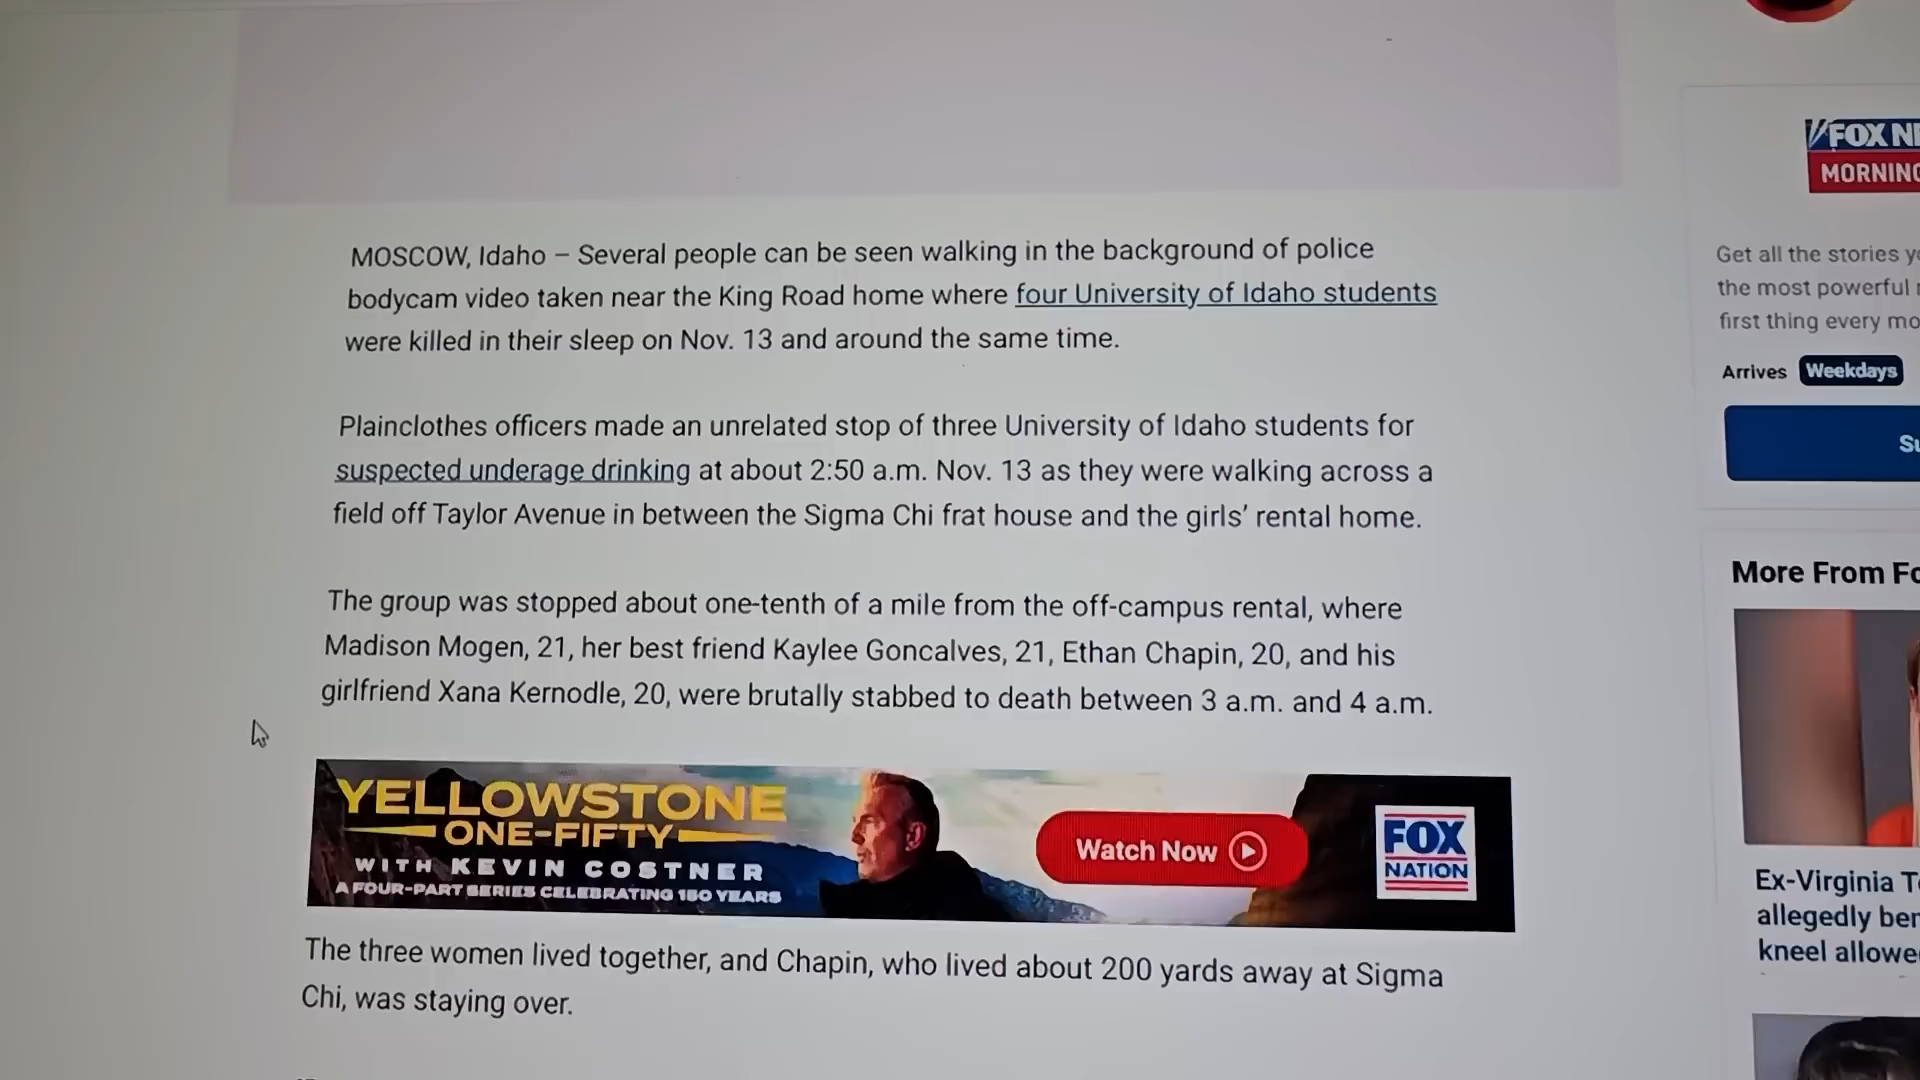 MOSCOW, Idaho – Several people can be seen walking in the background of police
bodycam video taken near the King Road home where four University of Idaho students
were killed in their sleep on Nov. 13 and around the same time.
Plainclothes officers made an unrelated stop of three University of Idaho students for
suspected underage drinking at about 2:50 a.m. Nov. 13 as they were walking across a
field off Taylor Avenue in between the Sigma Chi frat house and the girls’ rental home.
The group was stopped about one-tenth of a mile from the off-campus rental, where
Madison Mogen, 21, her best friend Kaylee Goncalves, 21, Ethan Chapin, 20, and his
girlfriend Xana Kernodle, 20, were brutally stabbed to death between 3 a.m. and 4 a.m.
YELLOWSTONE
ONE-FIFTY
WITH KEVIN COSTNER
A FOUR-PART SERIES CELEBRATING 150 YEARS
Watch Now
FOX
NATION
The three women lived together, and Chapin, who lived about 200 yards away at Sigma
Chi, was staying over.
FOX
MORNING
Get all the stories
the most powerful
first thing every
Arrives Weekdays
More From
Ex-Virginia
allegedly
kneel